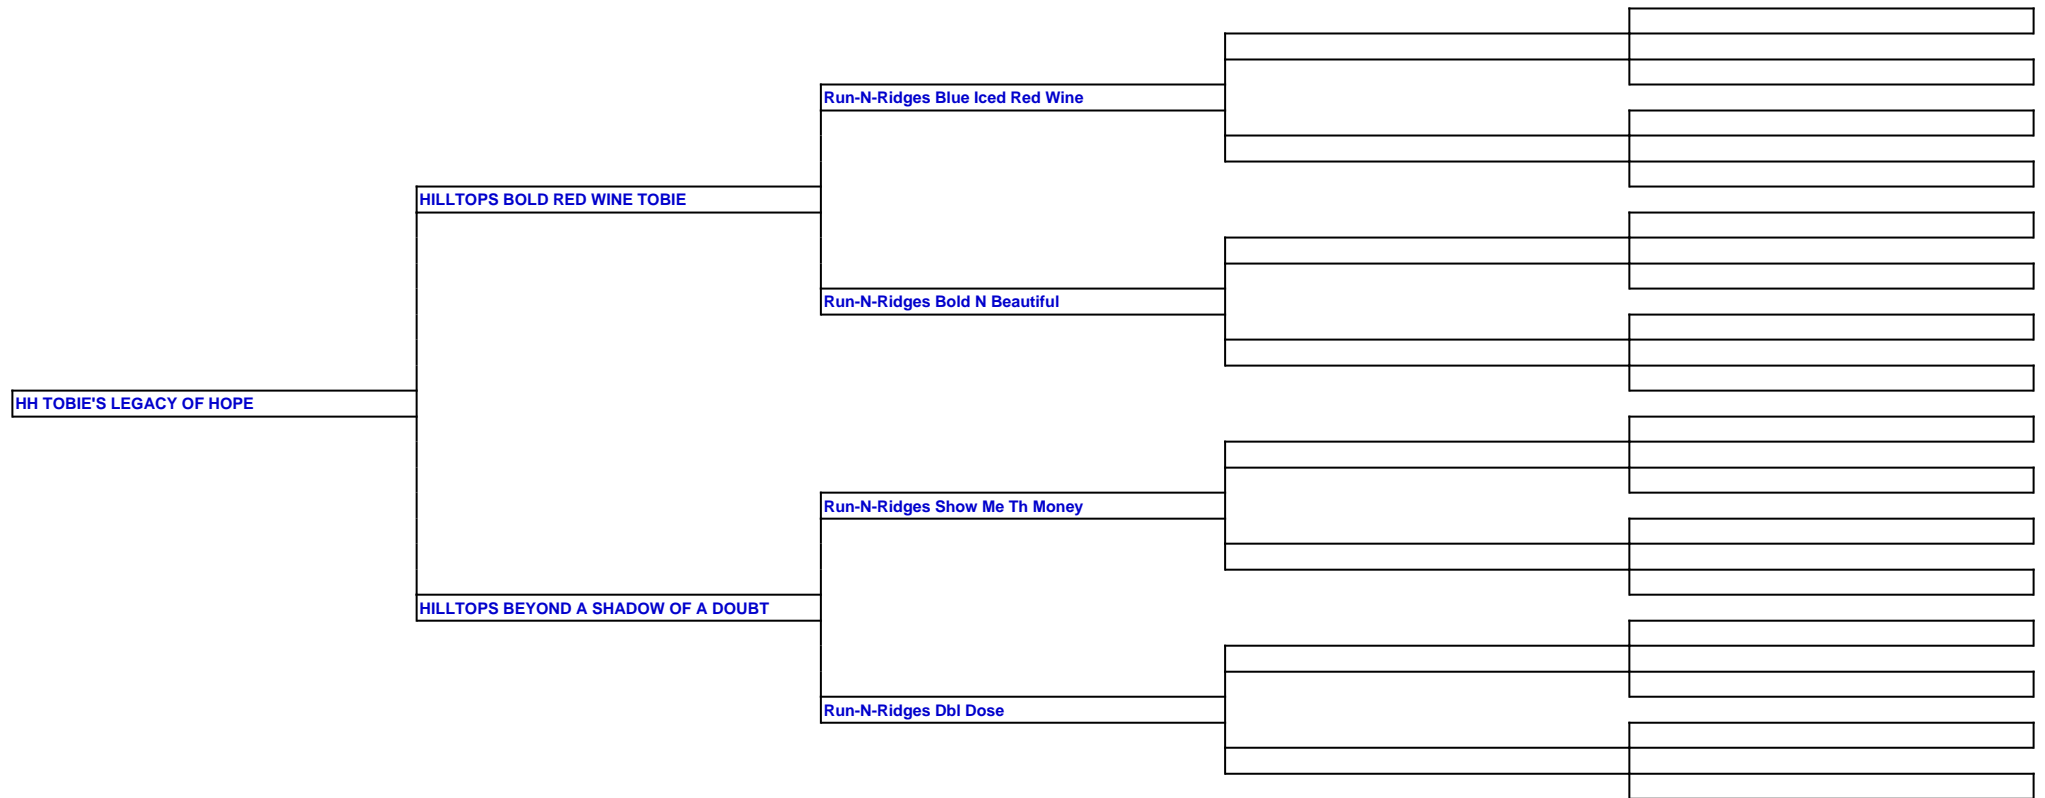 Run-N-Ridges Blue Iced Red Wine
HILLTOPS BOLD RED WINE TOBIE
Run-N-Ridges Bold N Beautiful
HH TOBIE'S LEGACY OF HOPE
Run-N-Ridges Show Me Th Money
HILLTOPS BEYOND A SHADOW OF A DOUBT
Run-N-Ridges Dbl Dose